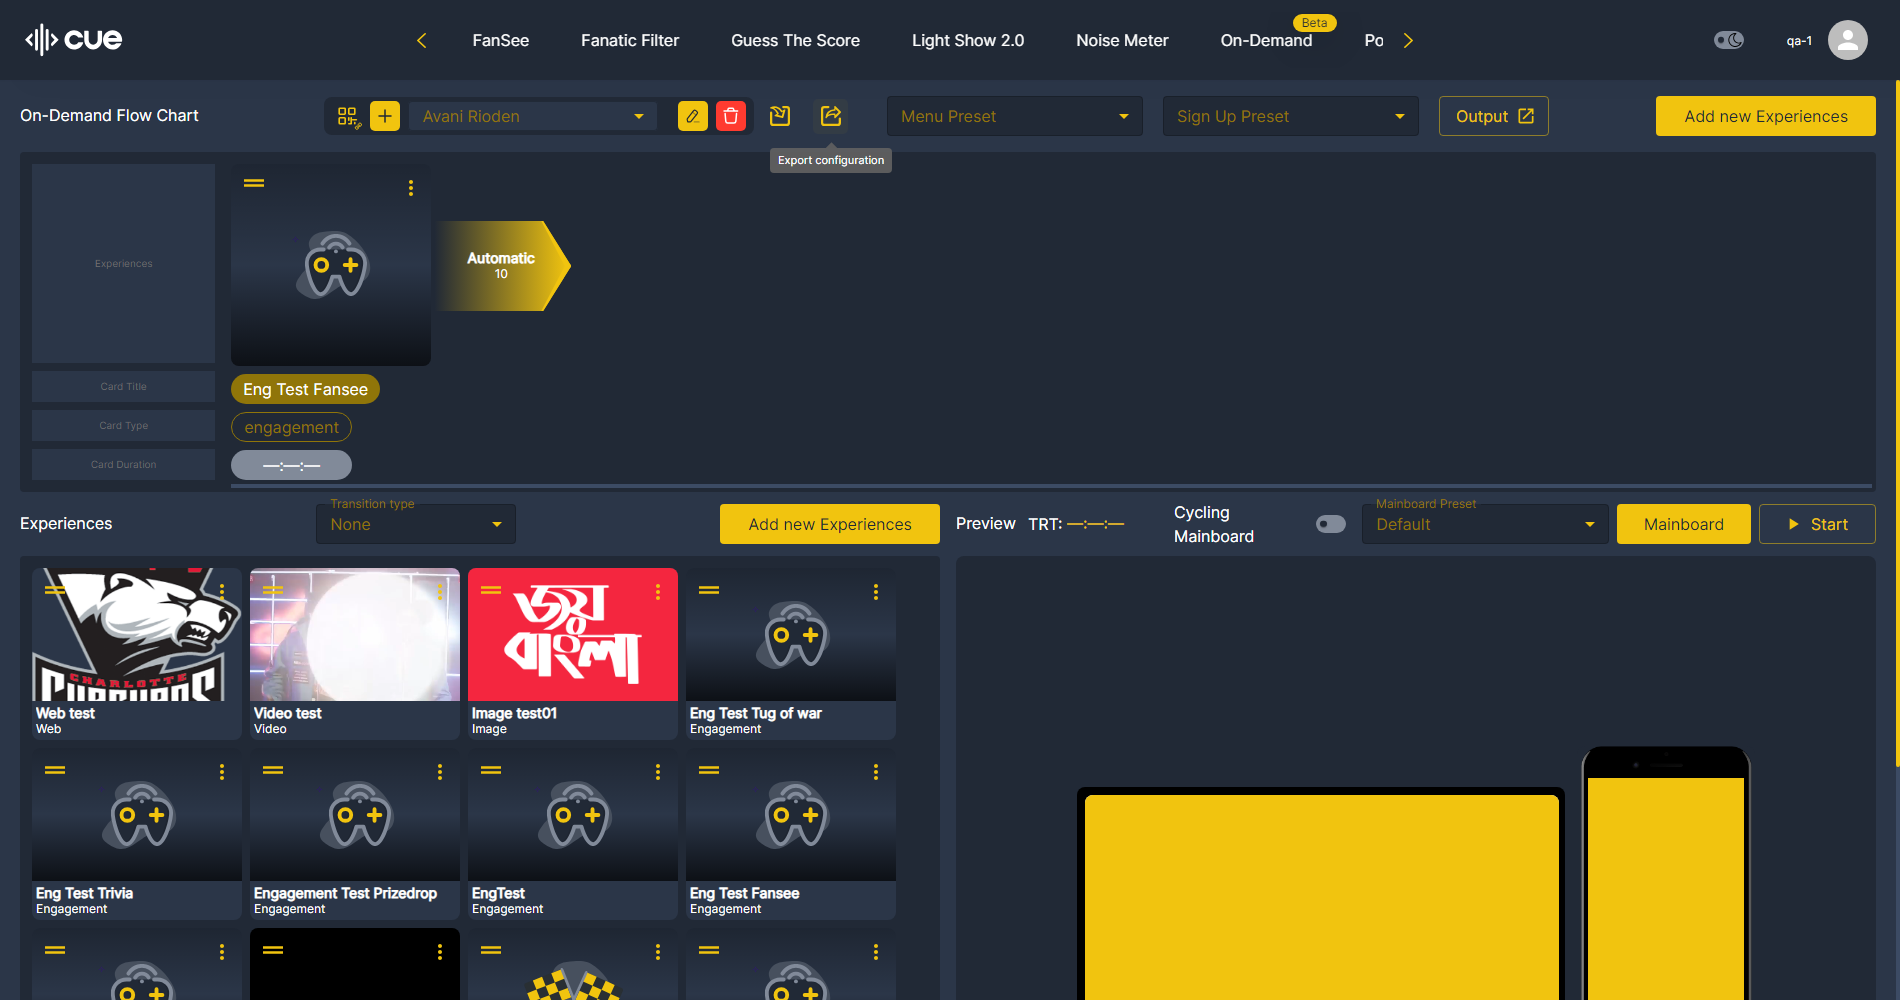 cue
FanSee
Fanatic Filter
Guess The Score
Light Show 2.0
Noise Meter
On-Demand
Beta
Po
qa-1
On-Demand Flow Chart
Avani Rioden
Menu Preset
Sign Up Preset
Output
Add new Experiences
Export configuration
Experiences
Automatic
10
Card Title
Eng Test Fansee
Card Type
engagement
Card Duration
—:—:—
Experiences
Transition type
None
Add new Experiences
Preview
TRT: —:—:—
Cycling
Mainboard
Mainboard Preset
Default
Mainboard
Start
CHARLOTTE
জয়
বাংলা
Web test
Web
Video test
Video
Image test01
Image
Eng Test Tug of war
Engagement
Eng Test Trivia
Engagement
Engagement Test Prizedrop
Engagement
EngTest
Engagement
Eng Test Fansee
Engagement